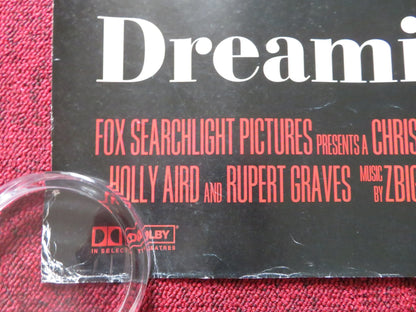 Dreami
FOX SEARCHLIGHT PICTURES PRESENTS A CHRIS
HOLLY AIRD AND RUPERT GRAVES MUSIC BY ZBIG
DOLBY
IN SELECTED THEATRES